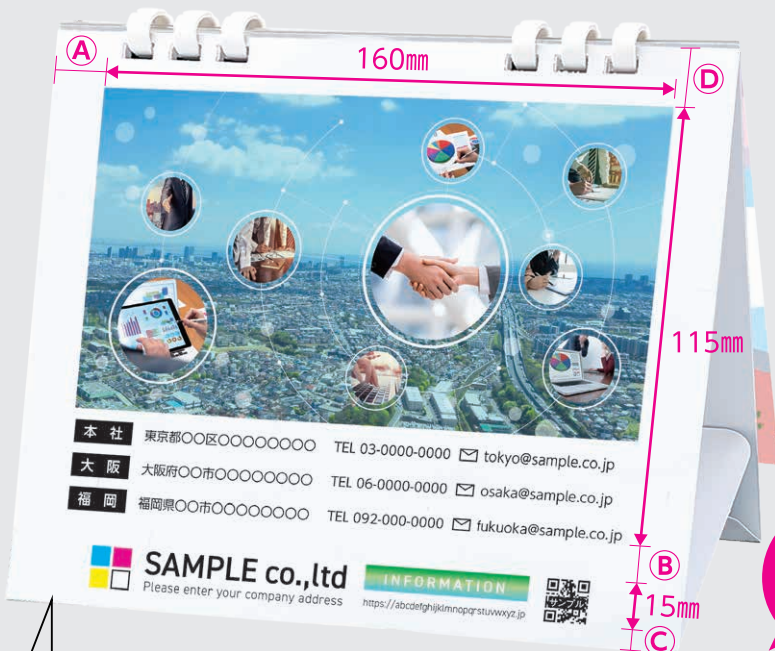 Ⓐ
160㎜
Ⓓ
115㎜
本社 東京都〇〇区〇〇〇〇〇〇〇〇 TEL 03-0000-0000 tokyo@sample.co.jp
大阪 大阪府〇〇市〇〇〇〇〇〇〇〇 TEL 06-0000-0000 osaka@sample.co.jp
福岡 福岡県〇〇市〇〇〇〇〇〇〇〇 TEL 092-000-0000 fukuoka@sample.co.jp
Ⓑ
SAMPLE co.,ltd
Please enter your company address
INFORMATION
https://abcdefghijklmnopqrstuvwxyz.jp
サンプル
15㎜
Ⓒ